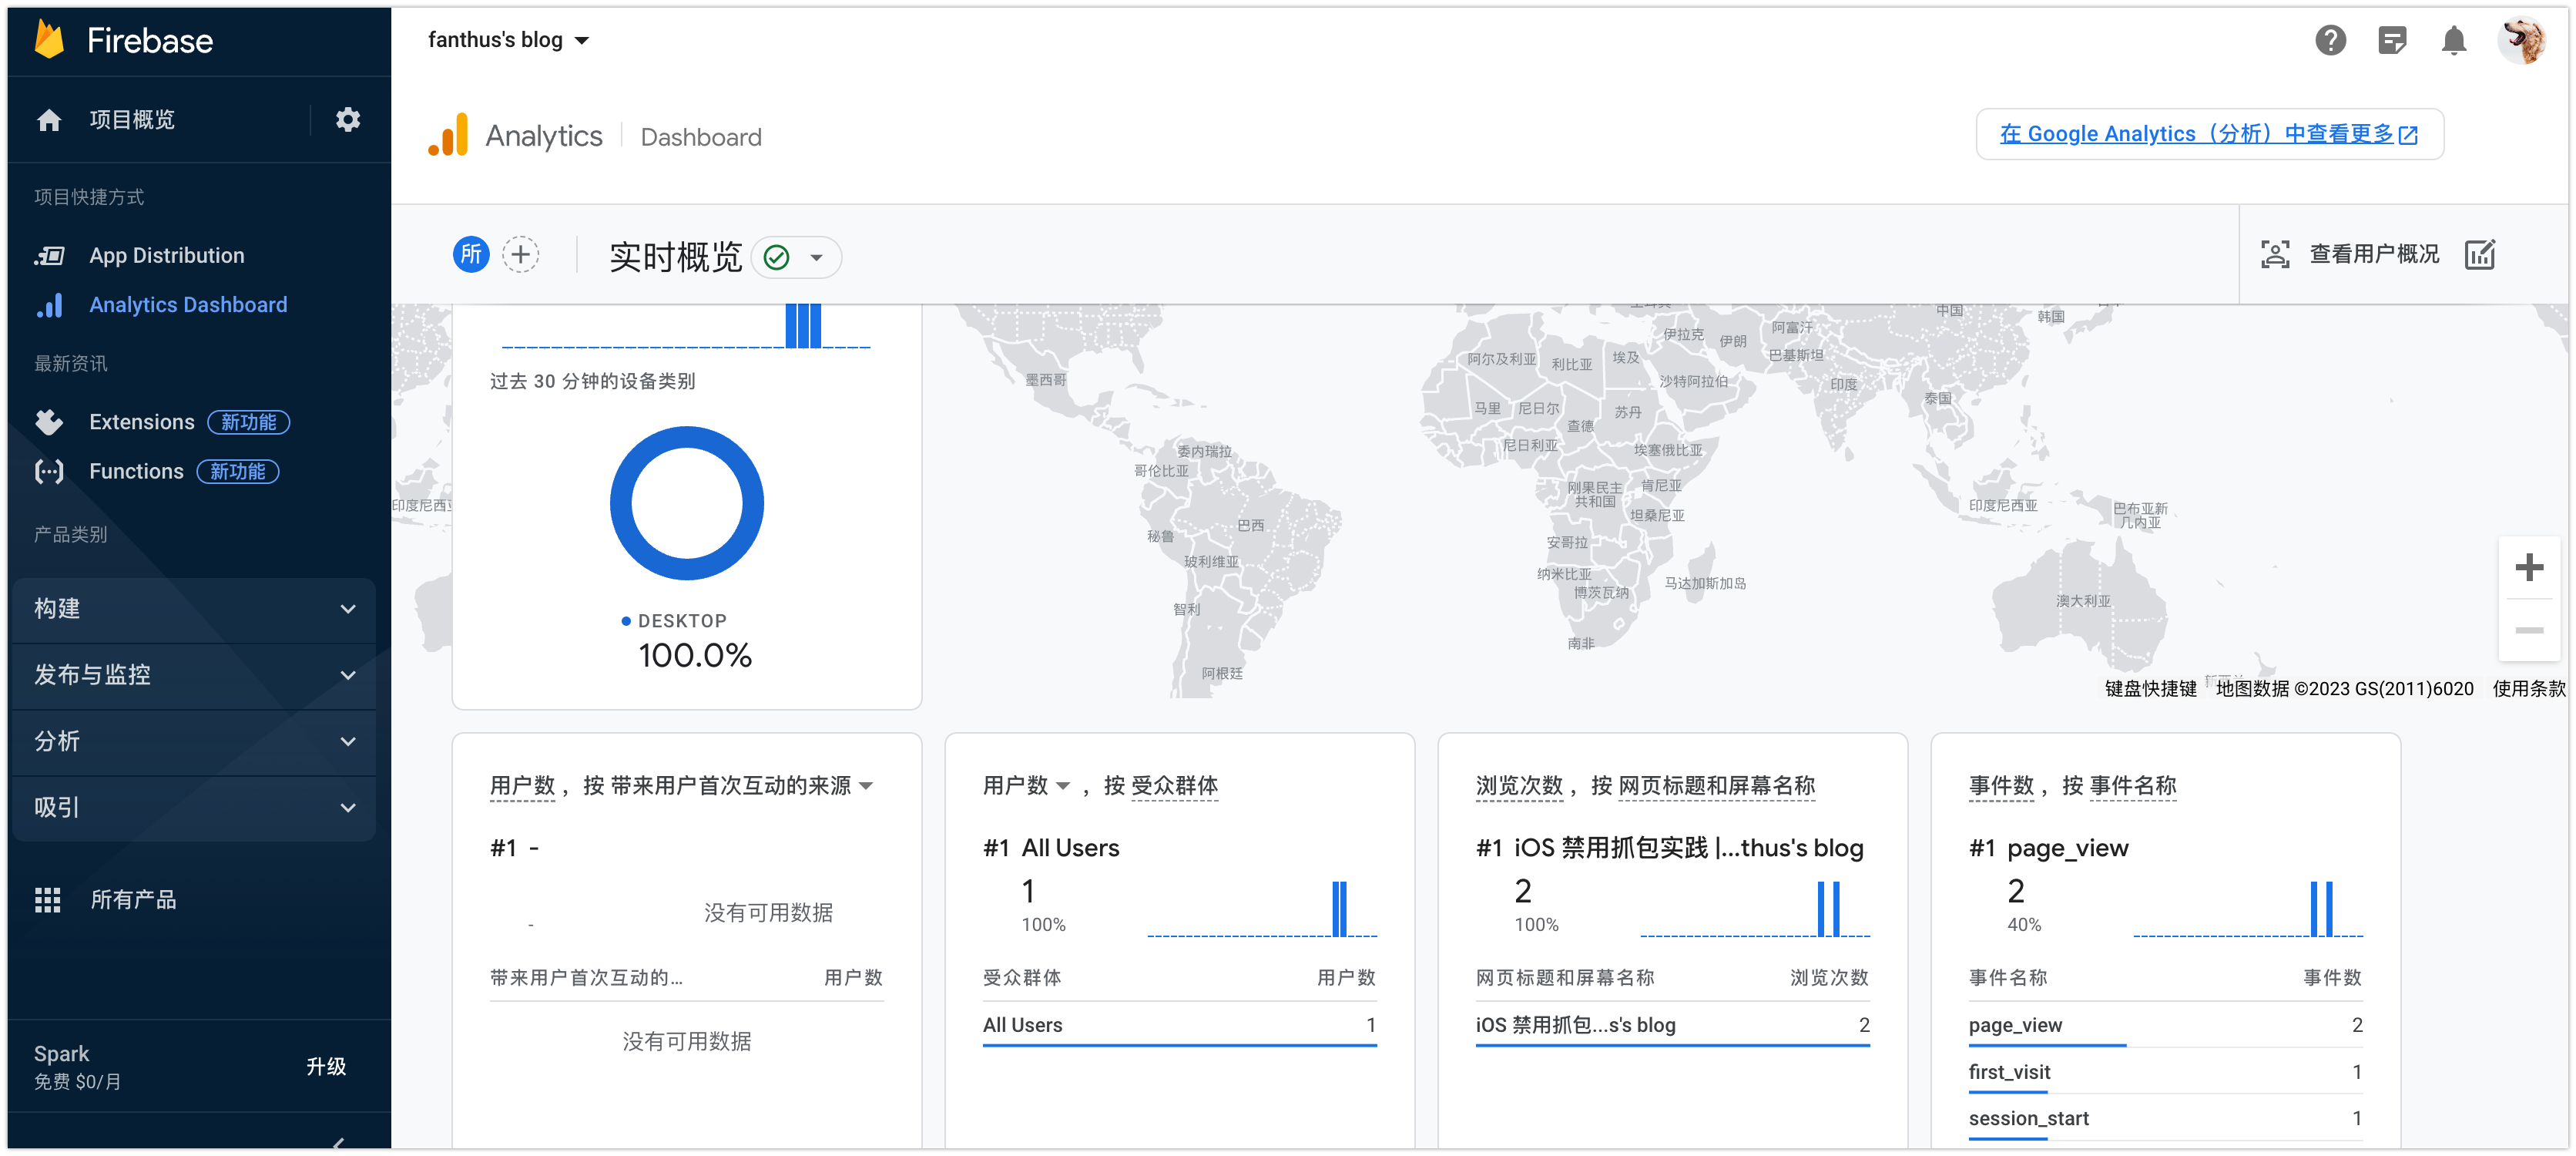 Firebase
fanthus's blog
项目概览
Analytics
Dashboard
在 Google Analytics（分析）中查看更多
项目快捷方式
App Distribution
Analytics Dashboard
最新资讯
Extensions 新功能
Functions 新功能
产品类别
构建
发布与监控
分析
吸引
所有产品
Spark
免费 $0/月
升级
所
实时概览
查看用户概况
过去 30 分钟的设备类别
DESKTOP
100.0%
中国
韩国
伊拉克
伊朗
阿富汗
巴基斯坦
阿尔及利亚
利比亚
埃及
沙特阿拉伯
印度
墨西哥
泰国
马里
尼日尔
苏丹
查德
尼日利亚
埃塞俄比亚
委内瑞拉
哥伦比亚
刚果民主
共和国
肯尼亚
坦桑尼亚
印度尼西亚
印度尼西亚
巴布亚新
几内亚
巴西
秘鲁
玻利维亚
安哥拉
纳米比亚
博茨瓦纳
马达加斯加岛
澳大利亚
智利
南非
阿根廷
键盘快捷键
地图数据 ©2023 GS(2011)6020
使用条款
用户数，按 带来用户首次互动的来源
#1 -
-
没有可用数据
带来用户首次互动的… 用户数
没有可用数据
用户数，按 受众群体
#1 All Users
1
100%
受众群体 用户数
All Users 1
浏览次数，按 网页标题和屏幕名称
#1 iOS 禁用抓包实践 |...thus's blog
2
100%
网页标题和屏幕名称 浏览次数
iOS 禁用抓包...s's blog 2
事件数，按 事件名称
#1 page_view
2
40%
事件名称 事件数
page_view 2
first_visit 1
session_start 1